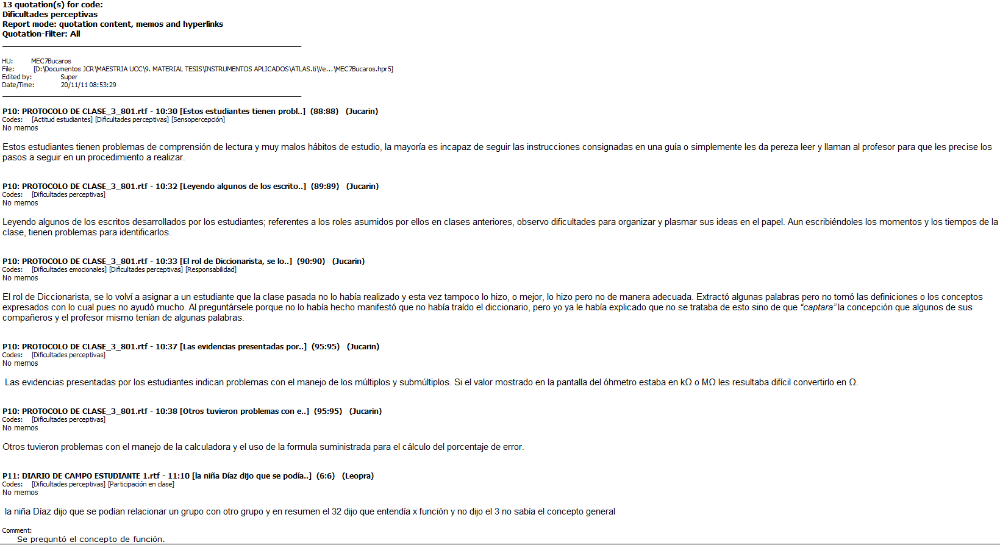 13 quotation(s) for code:
Dificultades perceptivas
Report mode: quotation content, memos and hyperlinks
Quotation-Filter: All
HU: MEC7Bucaros
File: [D:\Documentos JCR\MAESTRIA UCC\9. MATERIAL TESIS\INSTRUMENTOS APLICADOS\ATLAS.ti\Ve...\MEC7Bucaros.hpr5]
Edited by: Super
Date/Time: 20/11/11 08:53:29
P10: PROTOCOLO DE CLASE_3_801.rtf - 10:30 [Estos estudiantes tienen probl..] (88:88) (Jucarin)
Codes: [Actitud estudiantes] [Dificultades perceptivas] [Sensopercepción]
No memos
Estos estudiantes tienen problemas de comprensión de lectura y muy malos hábitos de estudio, la mayoría es incapaz de seguir las instrucciones consignadas en una guía o simplemente les da pereza leer y llaman al profesor para que les precise los
pasos a seguir en un procedimiento a realizar.
P10: PROTOCOLO DE CLASE_3_801.rtf - 10:32 [Leyendo algunos de los escrito..] (89:89) (Jucarin)
Codes: [Dificultades perceptivas]
No memos
Leyendo algunos de los escritos desarrollados por los estudiantes; referentes a los roles asumidos por ellos en clases anteriores, observo dificultades para organizar y plasmar sus ideas en el papel. Aun escribiéndoles los momentos y los tiempos de la
clase, tienen problemas para identificarlos.
P10: PROTOCOLO DE CLASE_3_801.rtf - 10:33 [El rol de Diccionarista, se lo..] (90:90) (Jucarin)
Codes: [Dificultades emocionales] [Dificultades perceptivas] [Responsabilidad]
No memos
El rol de Diccionarista, se lo volví a asignar a un estudiante que la clase pasada no lo había realizado y esta vez tampoco lo hizo, o mejor, lo hizo pero no de manera adecuada. Extractó algunas palabras pero no tomó las definiciones o los conceptos
expresados con lo cual pues no ayudó mucho. Al preguntársele porque no lo había hecho manifestó que no había traído el diccionario, pero yo ya le había explicado que no se trataba de esto sino de que “captara” la concepción que algunos de sus
compañeros y el profesor mismo tenían de algunas palabras.
P10: PROTOCOLO DE CLASE_3_801.rtf - 10:37 [Las evidencias presentadas por..] (95:95) (Jucarin)
Codes: [Dificultades perceptivas]
No memos
Las evidencias presentadas por los estudiantes indican problemas con el manejo de los múltiplos y submúltiplos. Si el valor mostrado en la pantalla del óhmetro estaba en kΩ o MΩ les resultaba difícil convertirlo en Ω.
P10: PROTOCOLO DE CLASE_3_801.rtf - 10:38 [Otros tuvieron problemas con e..] (95:95) (Jucarin)
Codes: [Dificultades perceptivas]
No memos
Otros tuvieron problemas con el manejo de la calculadora y el uso de la formula suministrada para el cálculo del porcentaje de error.
P11: DIARIO DE CAMPO ESTUDIANTE 1.rtf - 11:10 [la niña Díaz dijo que se podía..] (6:6) (Leopra)
Codes: [Dificultades perceptivas] [Participación en clase]
No memos
la niña Díaz dijo que se podían relacionar un grupo con otro grupo y en resumen el 32 dijo que entendía x función y no dijo el 3 no sabía el concepto general
Comment:
Se preguntó el concepto de función.